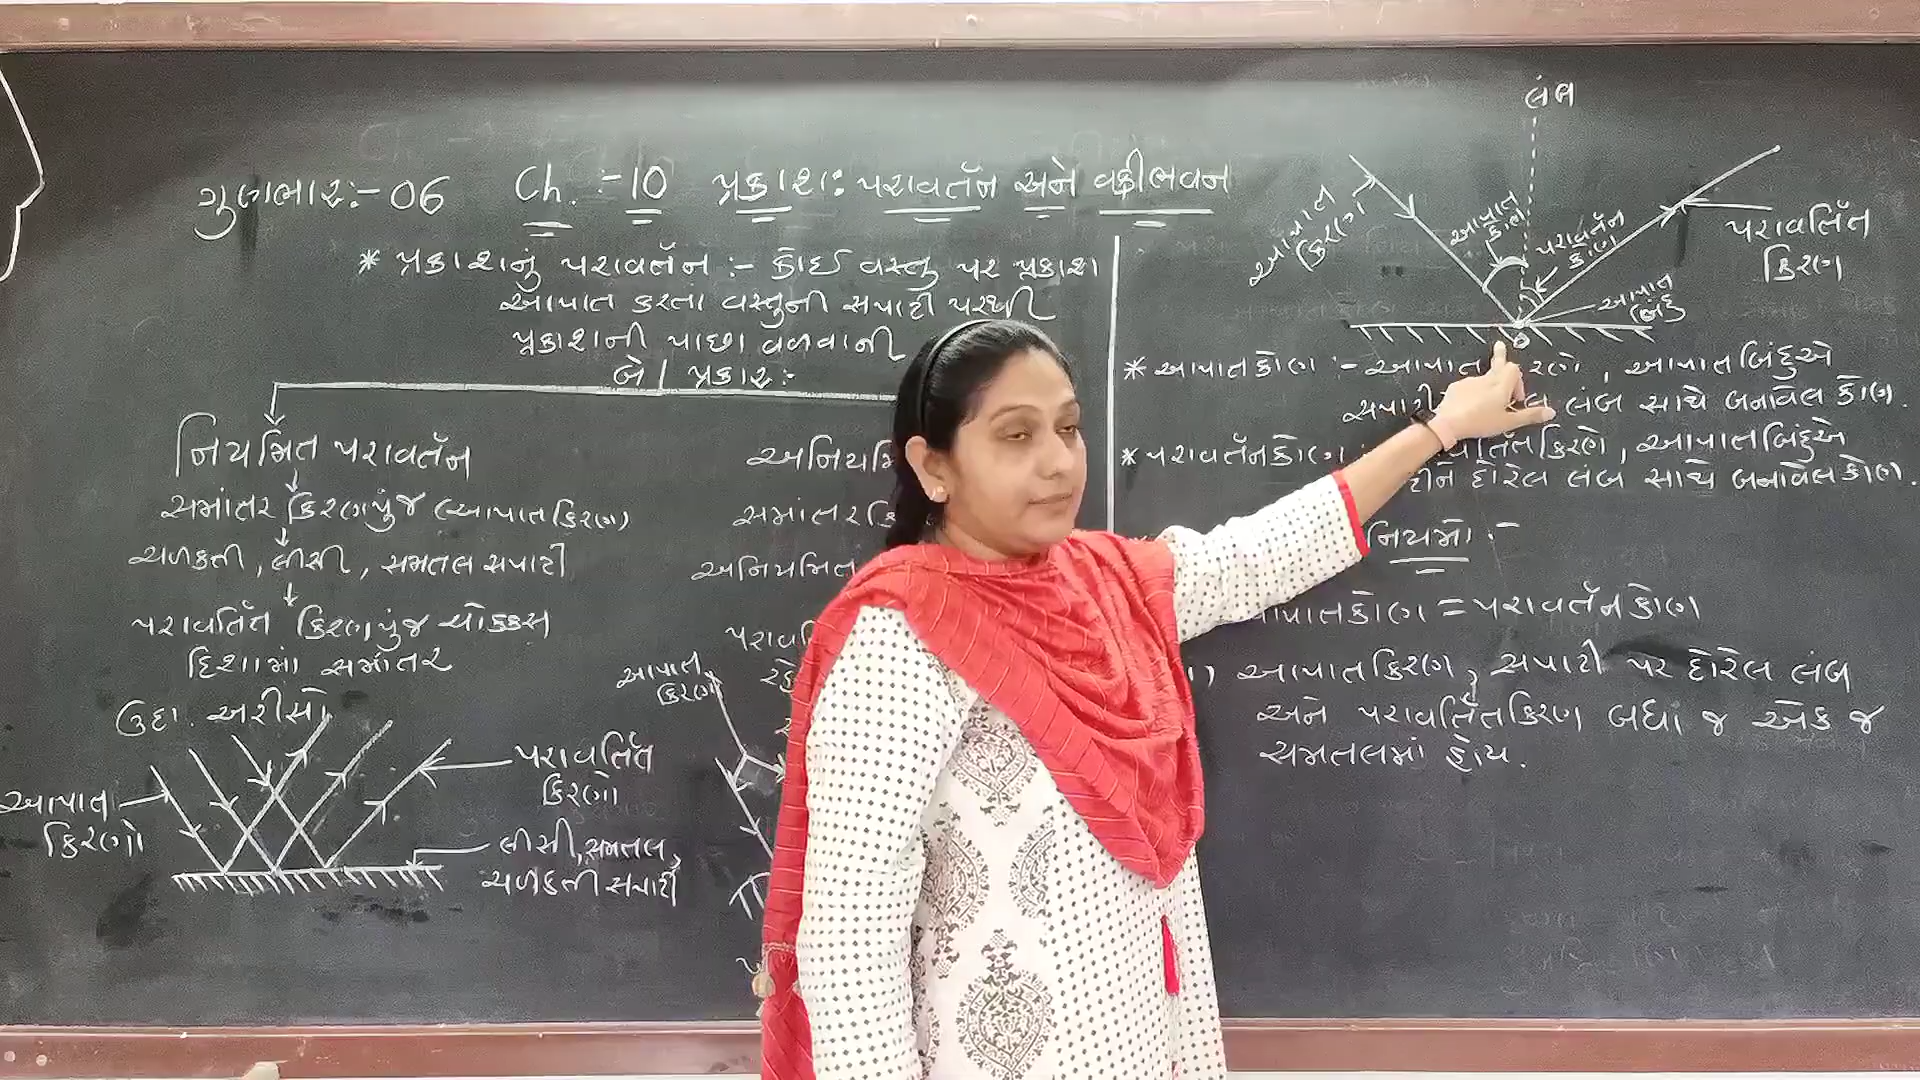 ગુણભાર:- 06
Ch. :- 10 પ્રકાશ: પરાવર્તન અને વક્રીભવન
* પ્રકાશનું પરાવર્તન :- કોઈ વસ્તુ પર પ્રકાશ
આપાત કરતા વસ્તુની સપાટી પરથી
પ્રકાશની પાછા વળવાની
બે પ્રકાર:-
નિયમિત પરાવર્તન
સમાંતર કિરણપુંજ (આપાતકિરણ)
ચળકતી, લીસી, સમતલ સપાટી
પરાવર્તિત કિરણપુંજ ચોક્કસ
દિશામાં સમાંતર
ઉદા. અરીસો
આપાત
કિરણો
પરાવર્તિત
કિરણો
લીસી, સમતલ,
ચળકતી સપાટી
સમાંતર
અનિયમિત
આપાત
કિરણ
લંબ
આપાત
કિરણ
આપાત
કોણ
પરાવર્તન
કોણ
પરાવર્તિત
કિરણ
આપાત
બિંદુ
* આપાતકોણ :- આપાત , આપાતબિંદુએ
લંબ સાથે બનાવેલ કોણ.
* પરાવર્તનકોણ , આપાતબિંદુએ
દોરેલ લંબ સાથે બનાવેલ કોણ.
નિયમો :-
= પરાવર્તનકોણ
આપાતકિરણ, સપાટી પર દોરેલ લંબ
અને પરાવર્તિતકિરણ બધાં જ એક જ
સમતલમાં હોય.